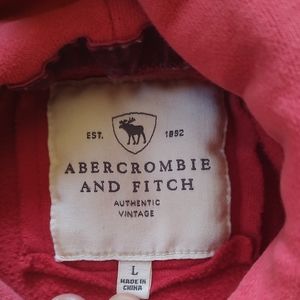 EST. 1892
ABERCROMBIE
AND FITCH
AUTHENTIC
VINTAGE
L
MADE IN
CHINA